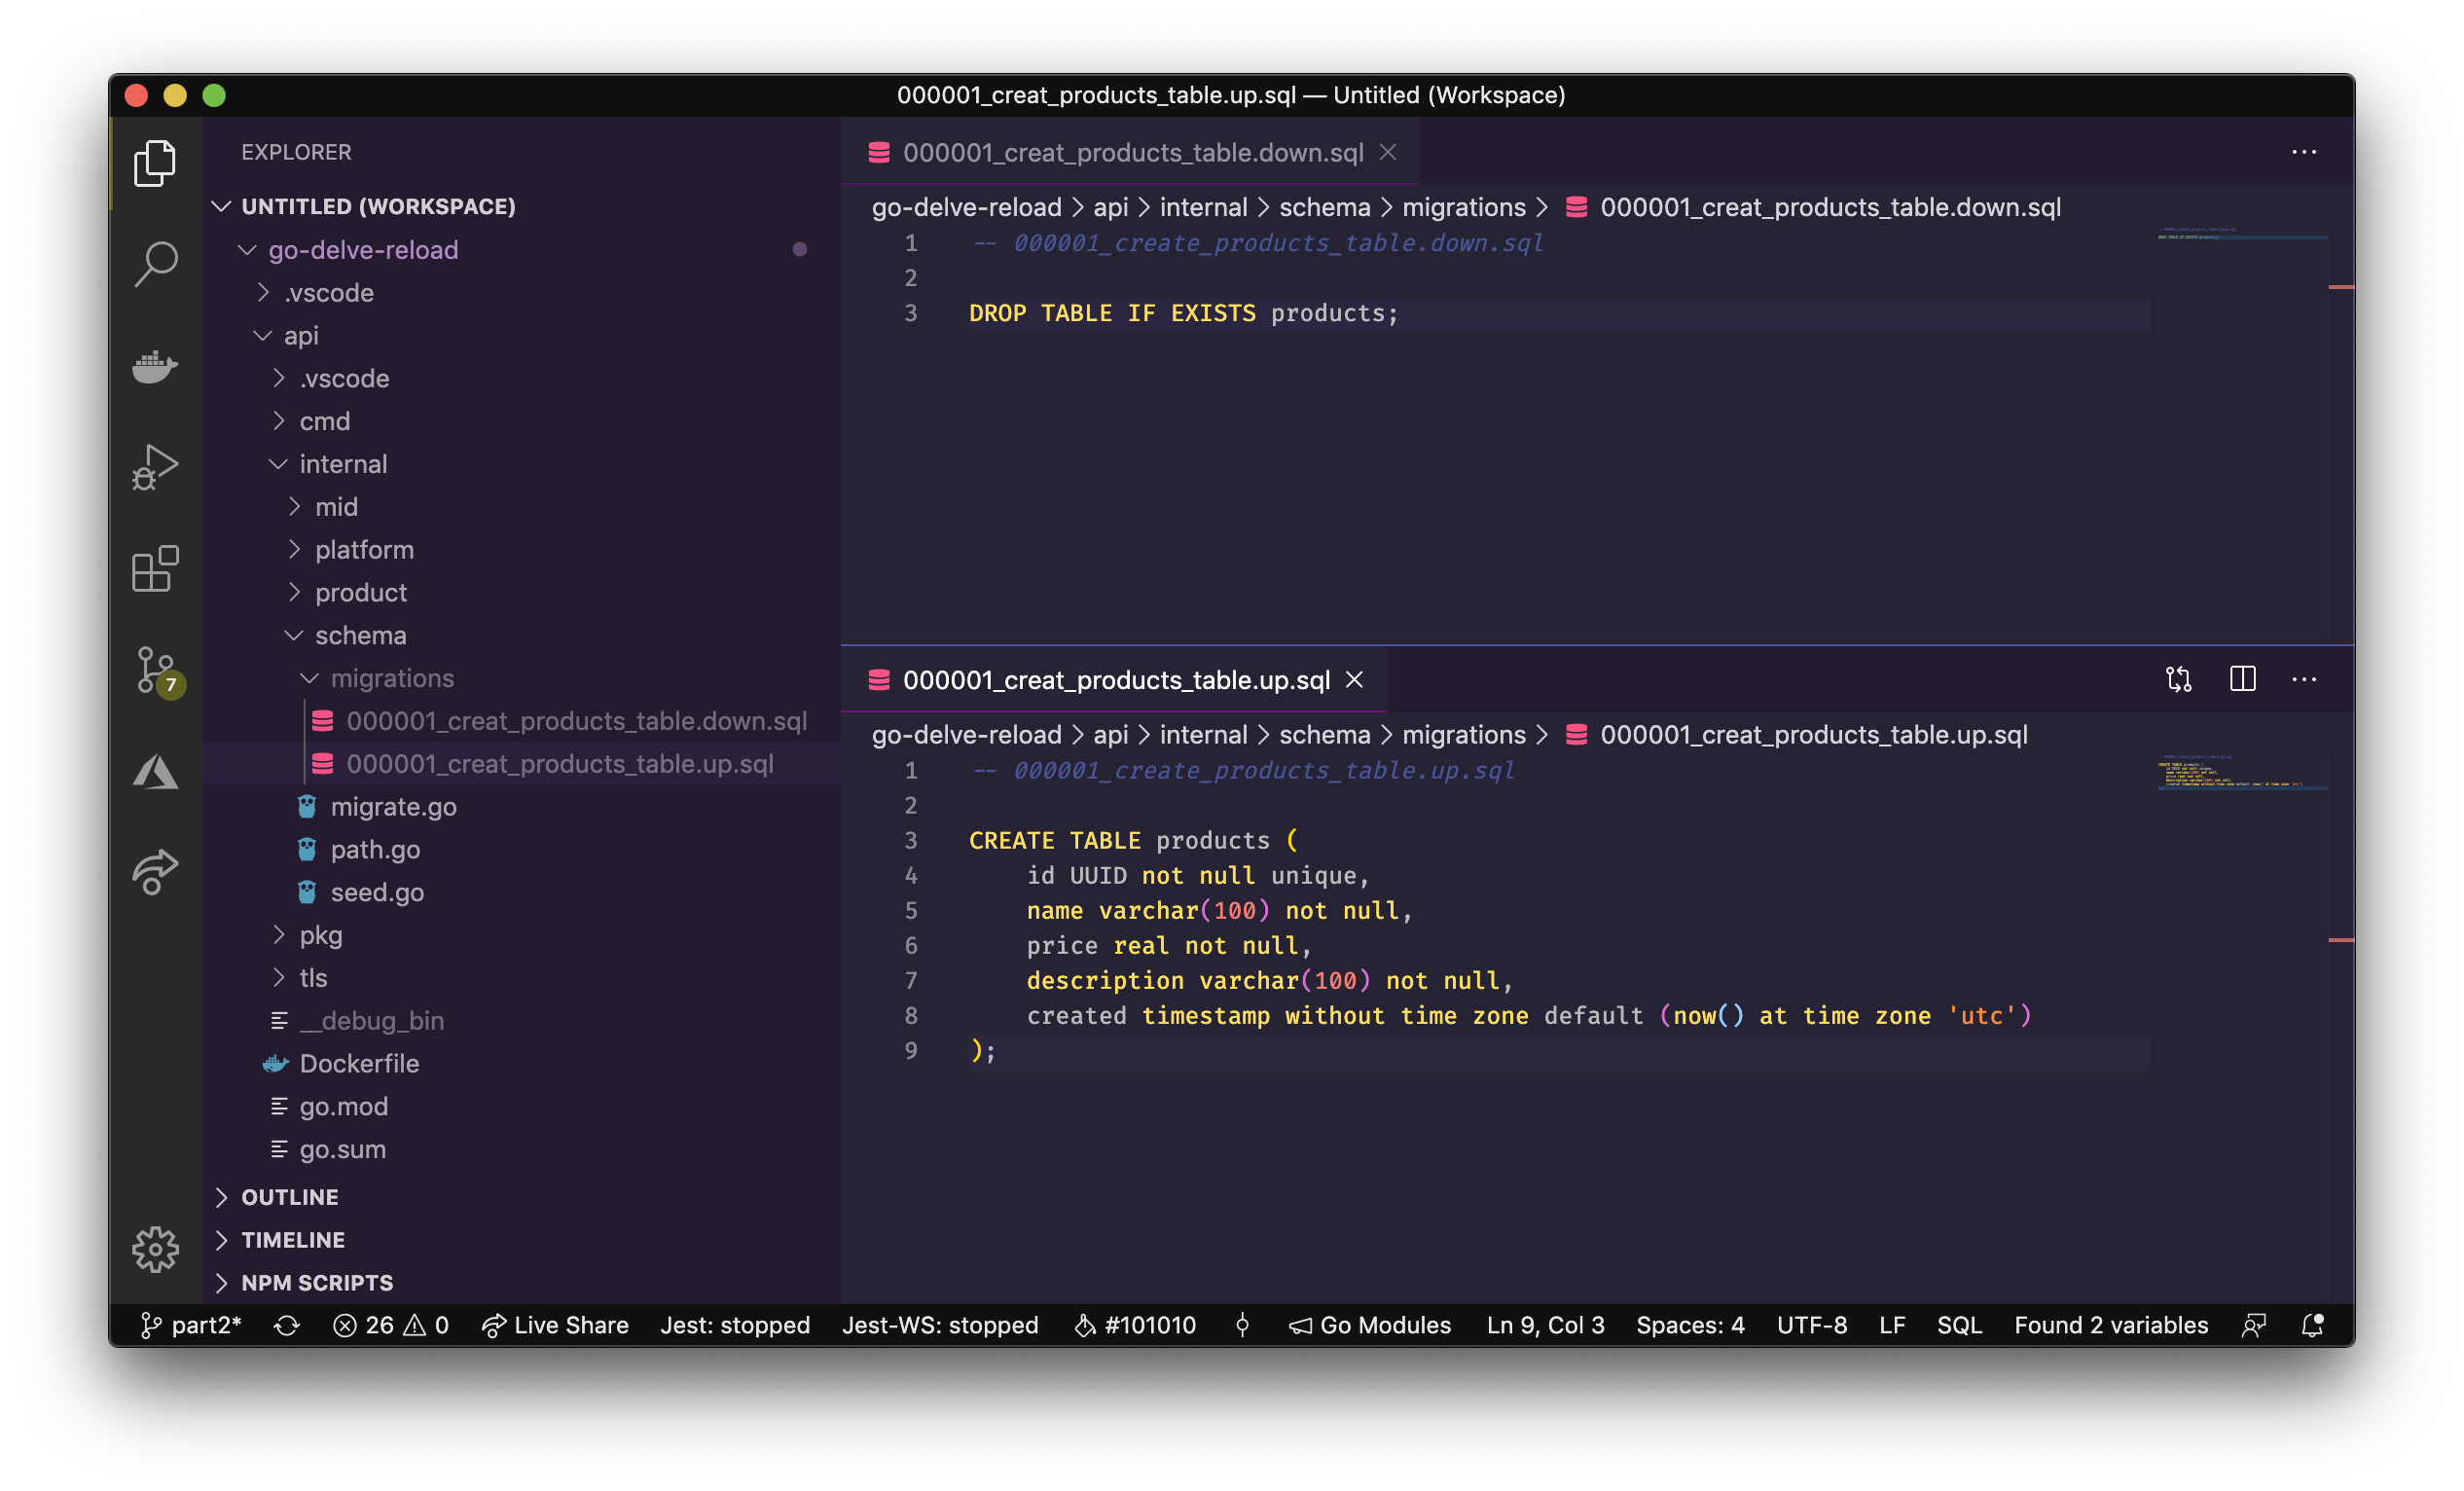 000001_creat_products_table.up.sql — Untitled (Workspace)
EXPLORER
UNTITLED (WORKSPACE)
go-delve-reload
.vscode
api
.vscode
cmd
internal
mid
platform
product
schema
migrations
000001_creat_products_table.down.sql
000001_creat_products_table.up.sql
migrate.go
path.go
seed.go
pkg
tls
__debug_bin
Dockerfile
go.mod
go.sum
OUTLINE
TIMELINE
NPM SCRIPTS
7
000001_creat_products_table.down.sql
go-delve-reload > api > internal > schema > migrations > 000001_creat_products_table.down.sql
1 -- 000001_create_products_table.down.sql
2
3 DROP TABLE IF EXISTS products;
000001_creat_products_table.up.sql
go-delve-reload > api > internal > schema > migrations > 000001_creat_products_table.up.sql
1 -- 000001_create_products_table.up.sql
2
3 CREATE TABLE products (
4 id UUID not null unique,
5 name varchar(100) not null,
6 price real not null,
7 description varchar(100) not null,
8 created timestamp without time zone default (now() at time zone 'utc')
9 );
part2* 26 0 Live Share Jest: stopped Jest-WS: stopped #101010 Go Modules Ln 9, Col 3 Spaces: 4 UTF-8 LF SQL Found 2 variables